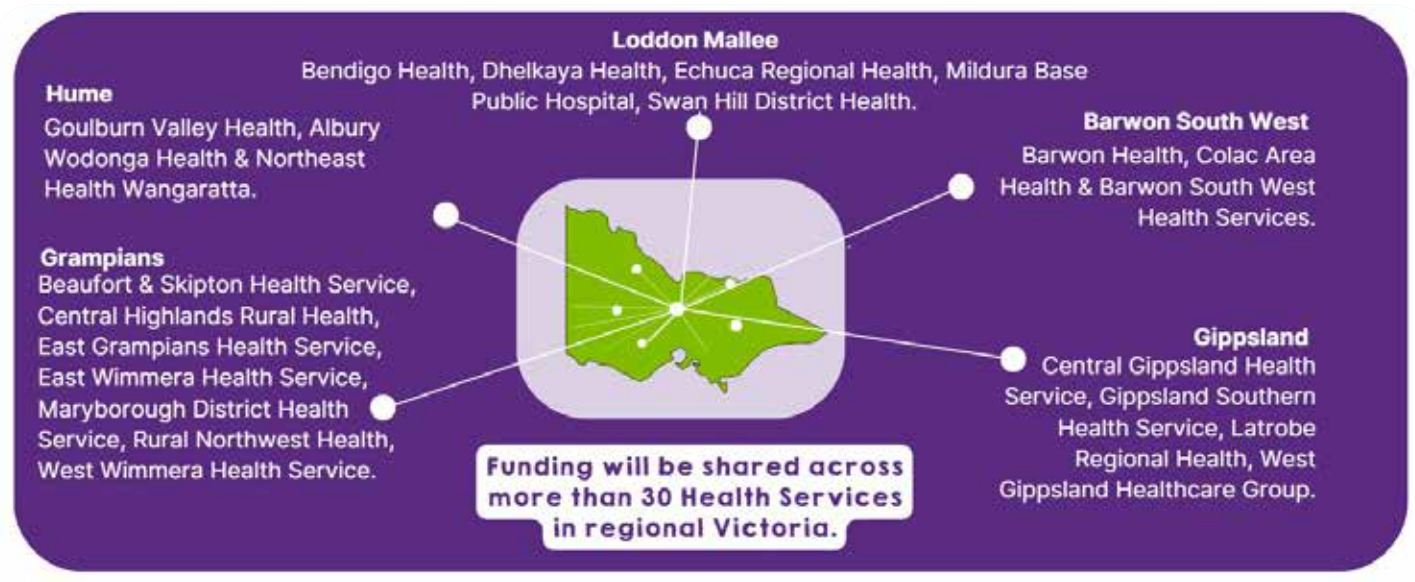 Loddon Mallee
Bendigo Health, Dhelkaya Health, Echuca Regional Health, Mildura Base
Public Hospital, Swan Hill District Health.
Hume
Goulburn Valley Health, Albury
Wodonga Health & Northeast
Health Wangaratta.
Barwon South West
Barwon Health, Colac Area
Health & Barwon South West
Health Services.
Grampians
Beaufort & Skipton Health Service,
Central Highlands Rural Health,
East Grampians Health Service,
East Wimmera Health Service,
Maryborough District Health
Service, Rural Northwest Health,
West Wimmera Health Service.
Gippsland
Central Gippsland Health
Service, Gippsland Southern
Health Service, Latrobe
Regional Health, West
Gippsland Healthcare Group.
Funding will be shared across
more than 30 Health Services
in regional Victoria.